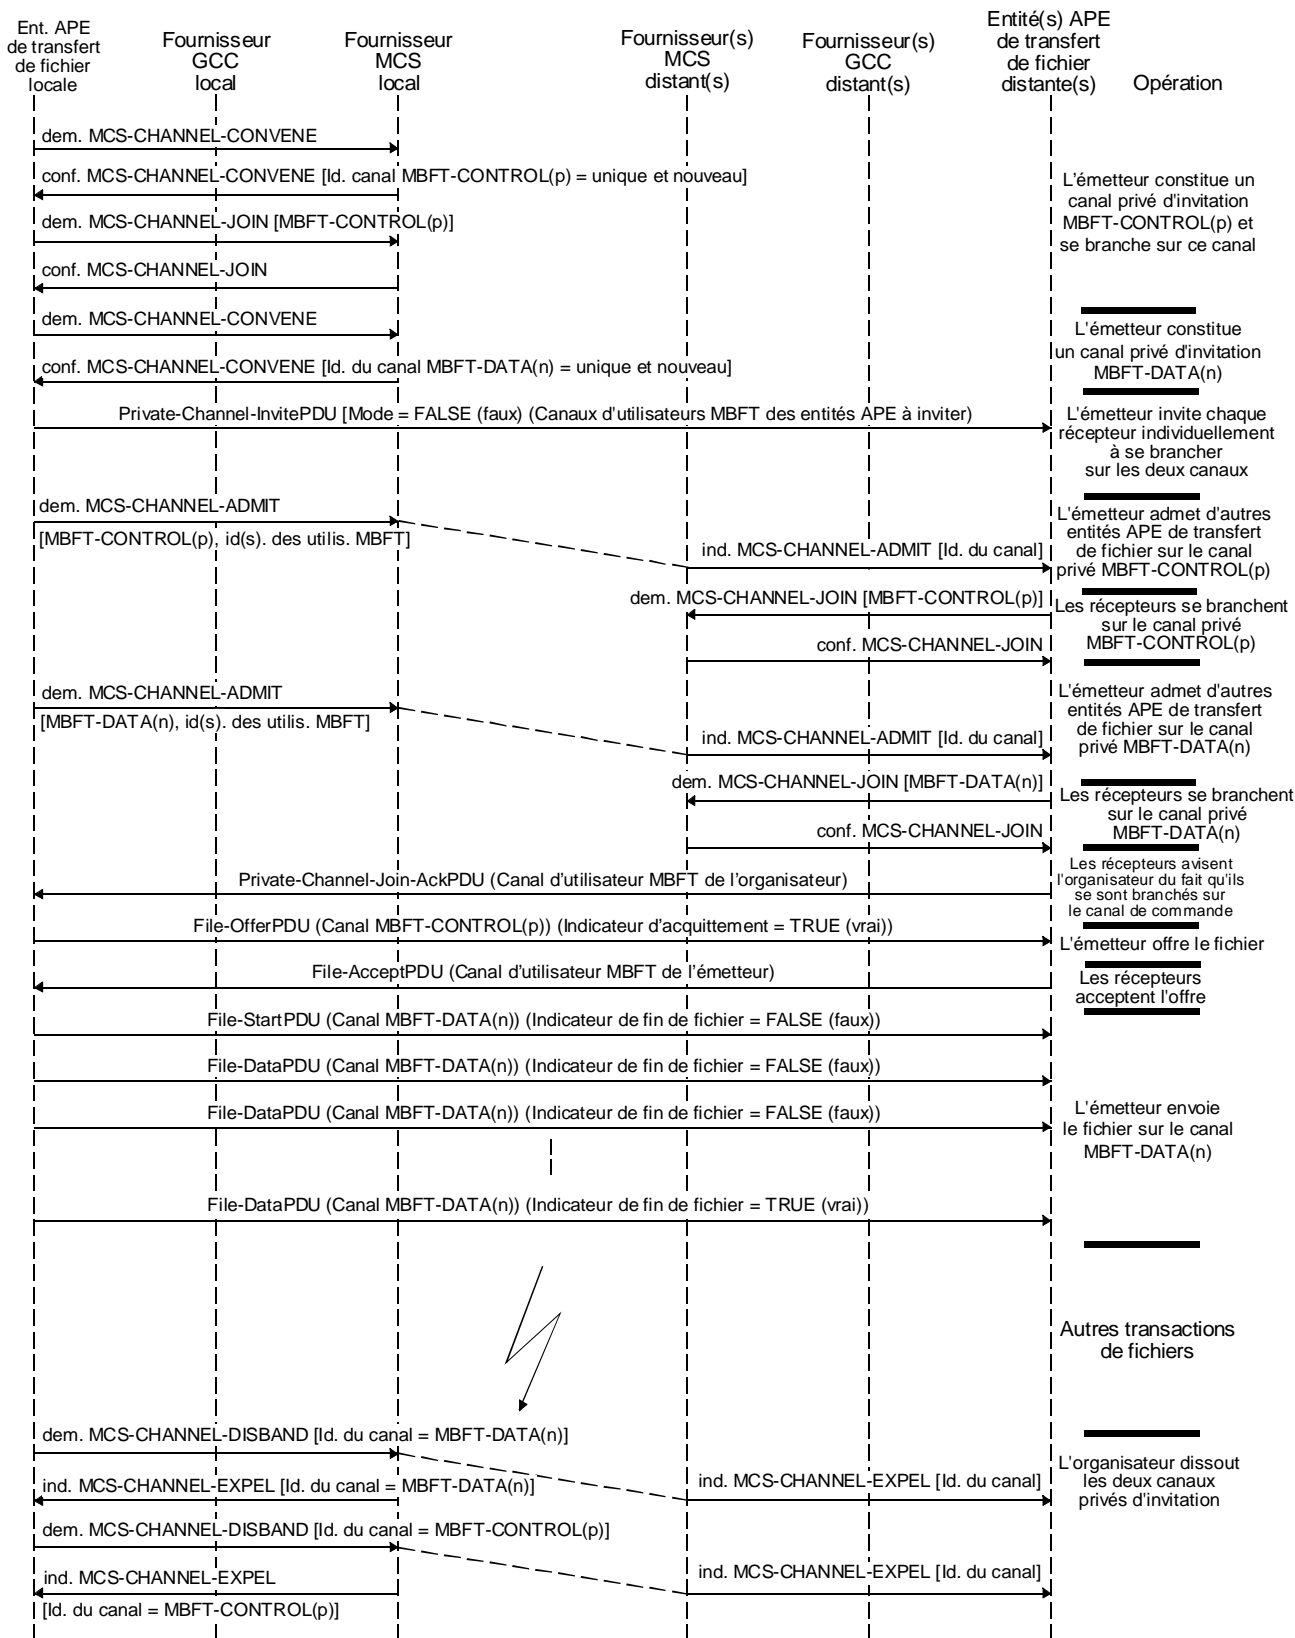 Ent. APE
de transfert
de fichier
locale
Fournisseur
GCC
local
Fournisseur
MCS
local
Fournisseur(s)
MCS
distant(s)
Fournisseur(s)
GCC
distant(s)
Entité(s) APE
de transfert
de fichier
distante(s)
Opération
dem. MCS-CHANNEL-CONVENE
conf. MCS-CHANNEL-CONVENE [Id. canal MBFT-CONTROL(p) = unique et nouveau]
dem. MCS-CHANNEL-JOIN [MBFT-CONTROL(p)]
conf. MCS-CHANNEL-JOIN
L'émetteur constitue un
canal privé d'invitation
MBFT-CONTROL(p) et
se branche sur ce canal
dem. MCS-CHANNEL-CONVENE
conf. MCS-CHANNEL-CONVENE [Id. du canal MBFT-DATA(n) = unique et nouveau]
L'émetteur constitue
un canal privé d'invitation
MBFT-DATA(n)
Private-Channel-InvitePDU [Mode = FALSE (faux) (Canaux d'utilisateurs MBFT des entités APE à inviter)
L'émetteur invite chaque
récepteur individuellement
à se brancher
sur les deux canaux
dem. MCS-CHANNEL-ADMIT
[MBFT-CONTROL(p), id(s). des utilis. MBFT]
ind. MCS-CHANNEL-ADMIT [Id. du canal]
L'émetteur admet d'autres
entités APE de transfert
de fichier sur le canal
privé MBFT-CONTROL(p)
dem. MCS-CHANNEL-JOIN [MBFT-CONTROL(p)]
conf. MCS-CHANNEL-JOIN
Les récepteurs se branchent
sur le canal privé
MBFT-CONTROL(p)
dem. MCS-CHANNEL-ADMIT
[MBFT-DATA(n), id(s). des utilis. MBFT]
ind. MCS-CHANNEL-ADMIT [Id. du canal]
L'émetteur admet d'autres
entités APE de transfert
de fichier sur le canal
privé MBFT-DATA(n)
dem. MCS-CHANNEL-JOIN [MBFT-DATA(n)]
conf. MCS-CHANNEL-JOIN
Les récepteurs se branchent
sur le canal privé
MBFT-DATA(n)
Private-Channel-Join-AckPDU (Canal d'utilisateur MBFT de l'organisateur)
Les récepteurs avisent
l'organisateur du fait qu'ils
se sont branchés sur
le canal de commande
File-OfferPDU (Canal MBFT-CONTROL(p)) (Indicateur d'acquittement = TRUE (vrai))
L'émetteur offre le fichier
File-AcceptPDU (Canal d'utilisateur MBFT de l'émetteur)
Les récepteurs
acceptent l'offre
File-StartPDU (Canal MBFT-DATA(n)) (Indicateur de fin de fichier = FALSE (faux))
File-DataPDU (Canal MBFT-DATA(n)) (Indicateur de fin de fichier = FALSE (faux))
File-DataPDU (Canal MBFT-DATA(n)) (Indicateur de fin de fichier = FALSE (faux))
L'émetteur envoie
le fichier sur le canal
MBFT-DATA(n)
File-DataPDU (Canal MBFT-DATA(n)) (Indicateur de fin de fichier = TRUE (vrai))
Autres transactions
de fichiers
dem. MCS-CHANNEL-DISBAND [Id. du canal = MBFT-DATA(n)]
ind. MCS-CHANNEL-EXPEL [Id. du canal = MBFT-DATA(n)]
ind. MCS-CHANNEL-EXPEL [Id. du canal]
L'organisateur dissout
les deux canaux
privés d'invitation
dem. MCS-CHANNEL-DISBAND [Id. du canal = MBFT-CONTROL(p)]
ind. MCS-CHANNEL-EXPEL
[Id. du canal = MBFT-CONTROL(p)]
ind. MCS-CHANNEL-EXPEL [Id. du canal]